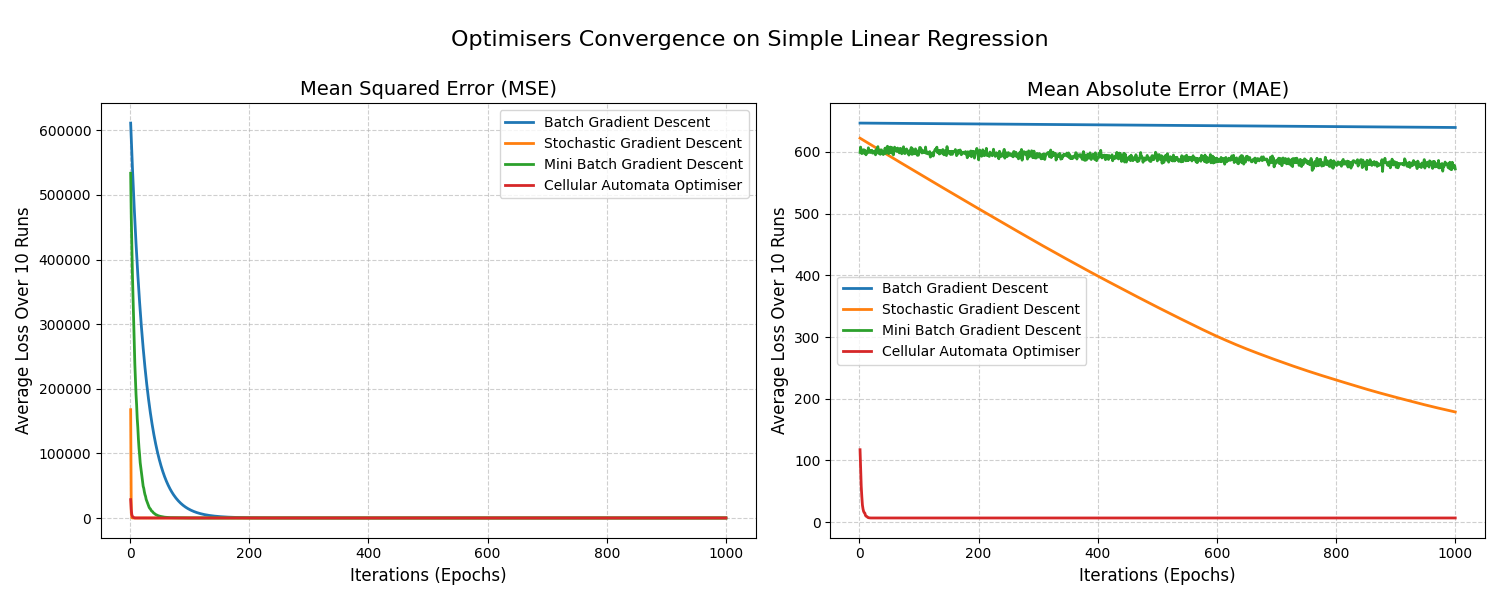 Optimisers Convergence on Simple Linear Regression
Mean Squared Error (MSE)
Average Loss Over 10 Runs
600000
500000
400000
300000
200000
100000
0
Batch Gradient Descent
Stochastic Gradient Descent
Mini Batch Gradient Descent
Cellular Automata Optimiser
0 200 400 600 800 1000
Iterations (Epochs)
Mean Absolute Error (MAE)
Average Loss Over 10 Runs
600
500
400
300
200
100
0
Batch Gradient Descent
Stochastic Gradient Descent
Mini Batch Gradient Descent
Cellular Automata Optimiser
0 200 400 600 800 1000
Iterations (Epochs)